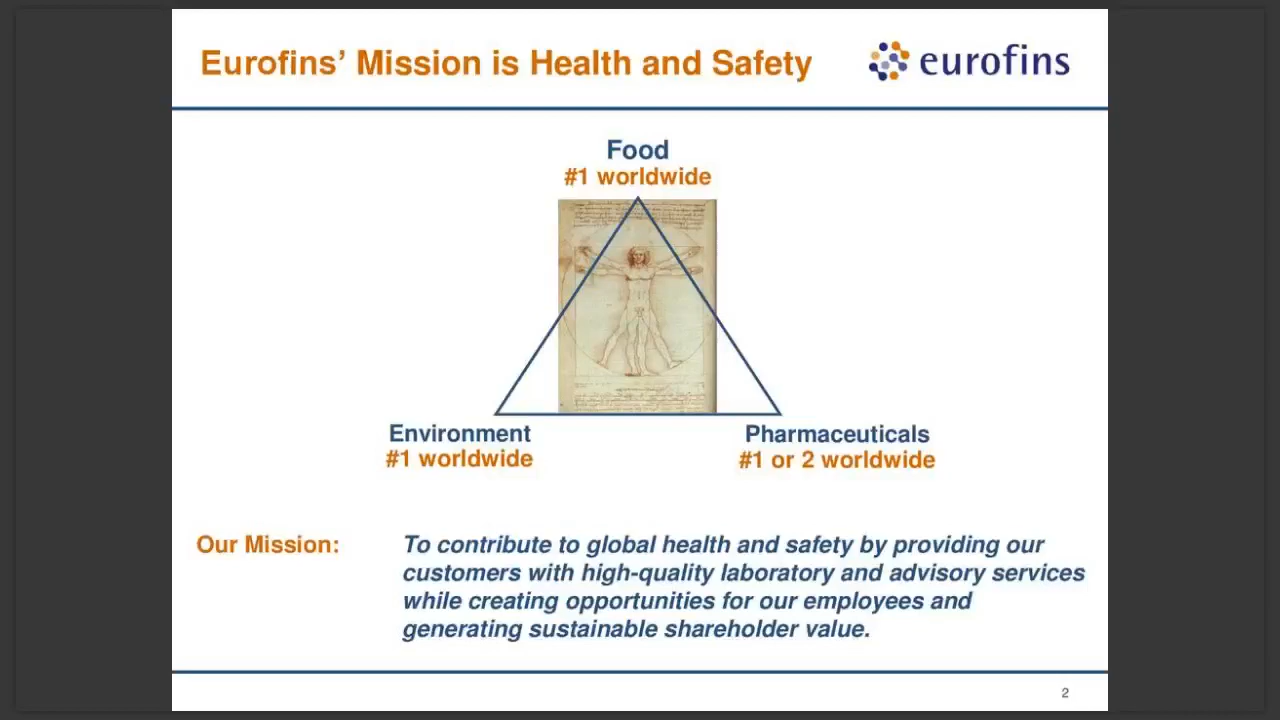 Eurofins’ Mission is Health and Safety
eurofins
Food
#1 worldwide
Environment
#1 worldwide
Pharmaceuticals
#1 or 2 worldwide
Our Mission:
To contribute to global health and safety by providing our
customers with high-quality laboratory and advisory services
while creating opportunities for our employees and
generating sustainable shareholder value.
2